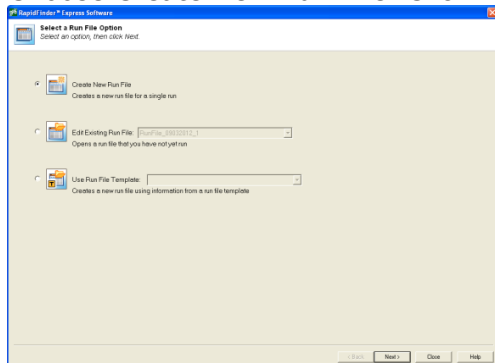 RapidFinder™ Express Software
Select a Run File Option
Select an option, then click Next.
Create New Run File
Creates a new run file for a single run
Edit Existing Run File: RunFile_09032012_1
Opens a run file that you have not yet run
Use Run File Template:
Creates a new run file using information from a run file template
< Back Next > Close Help